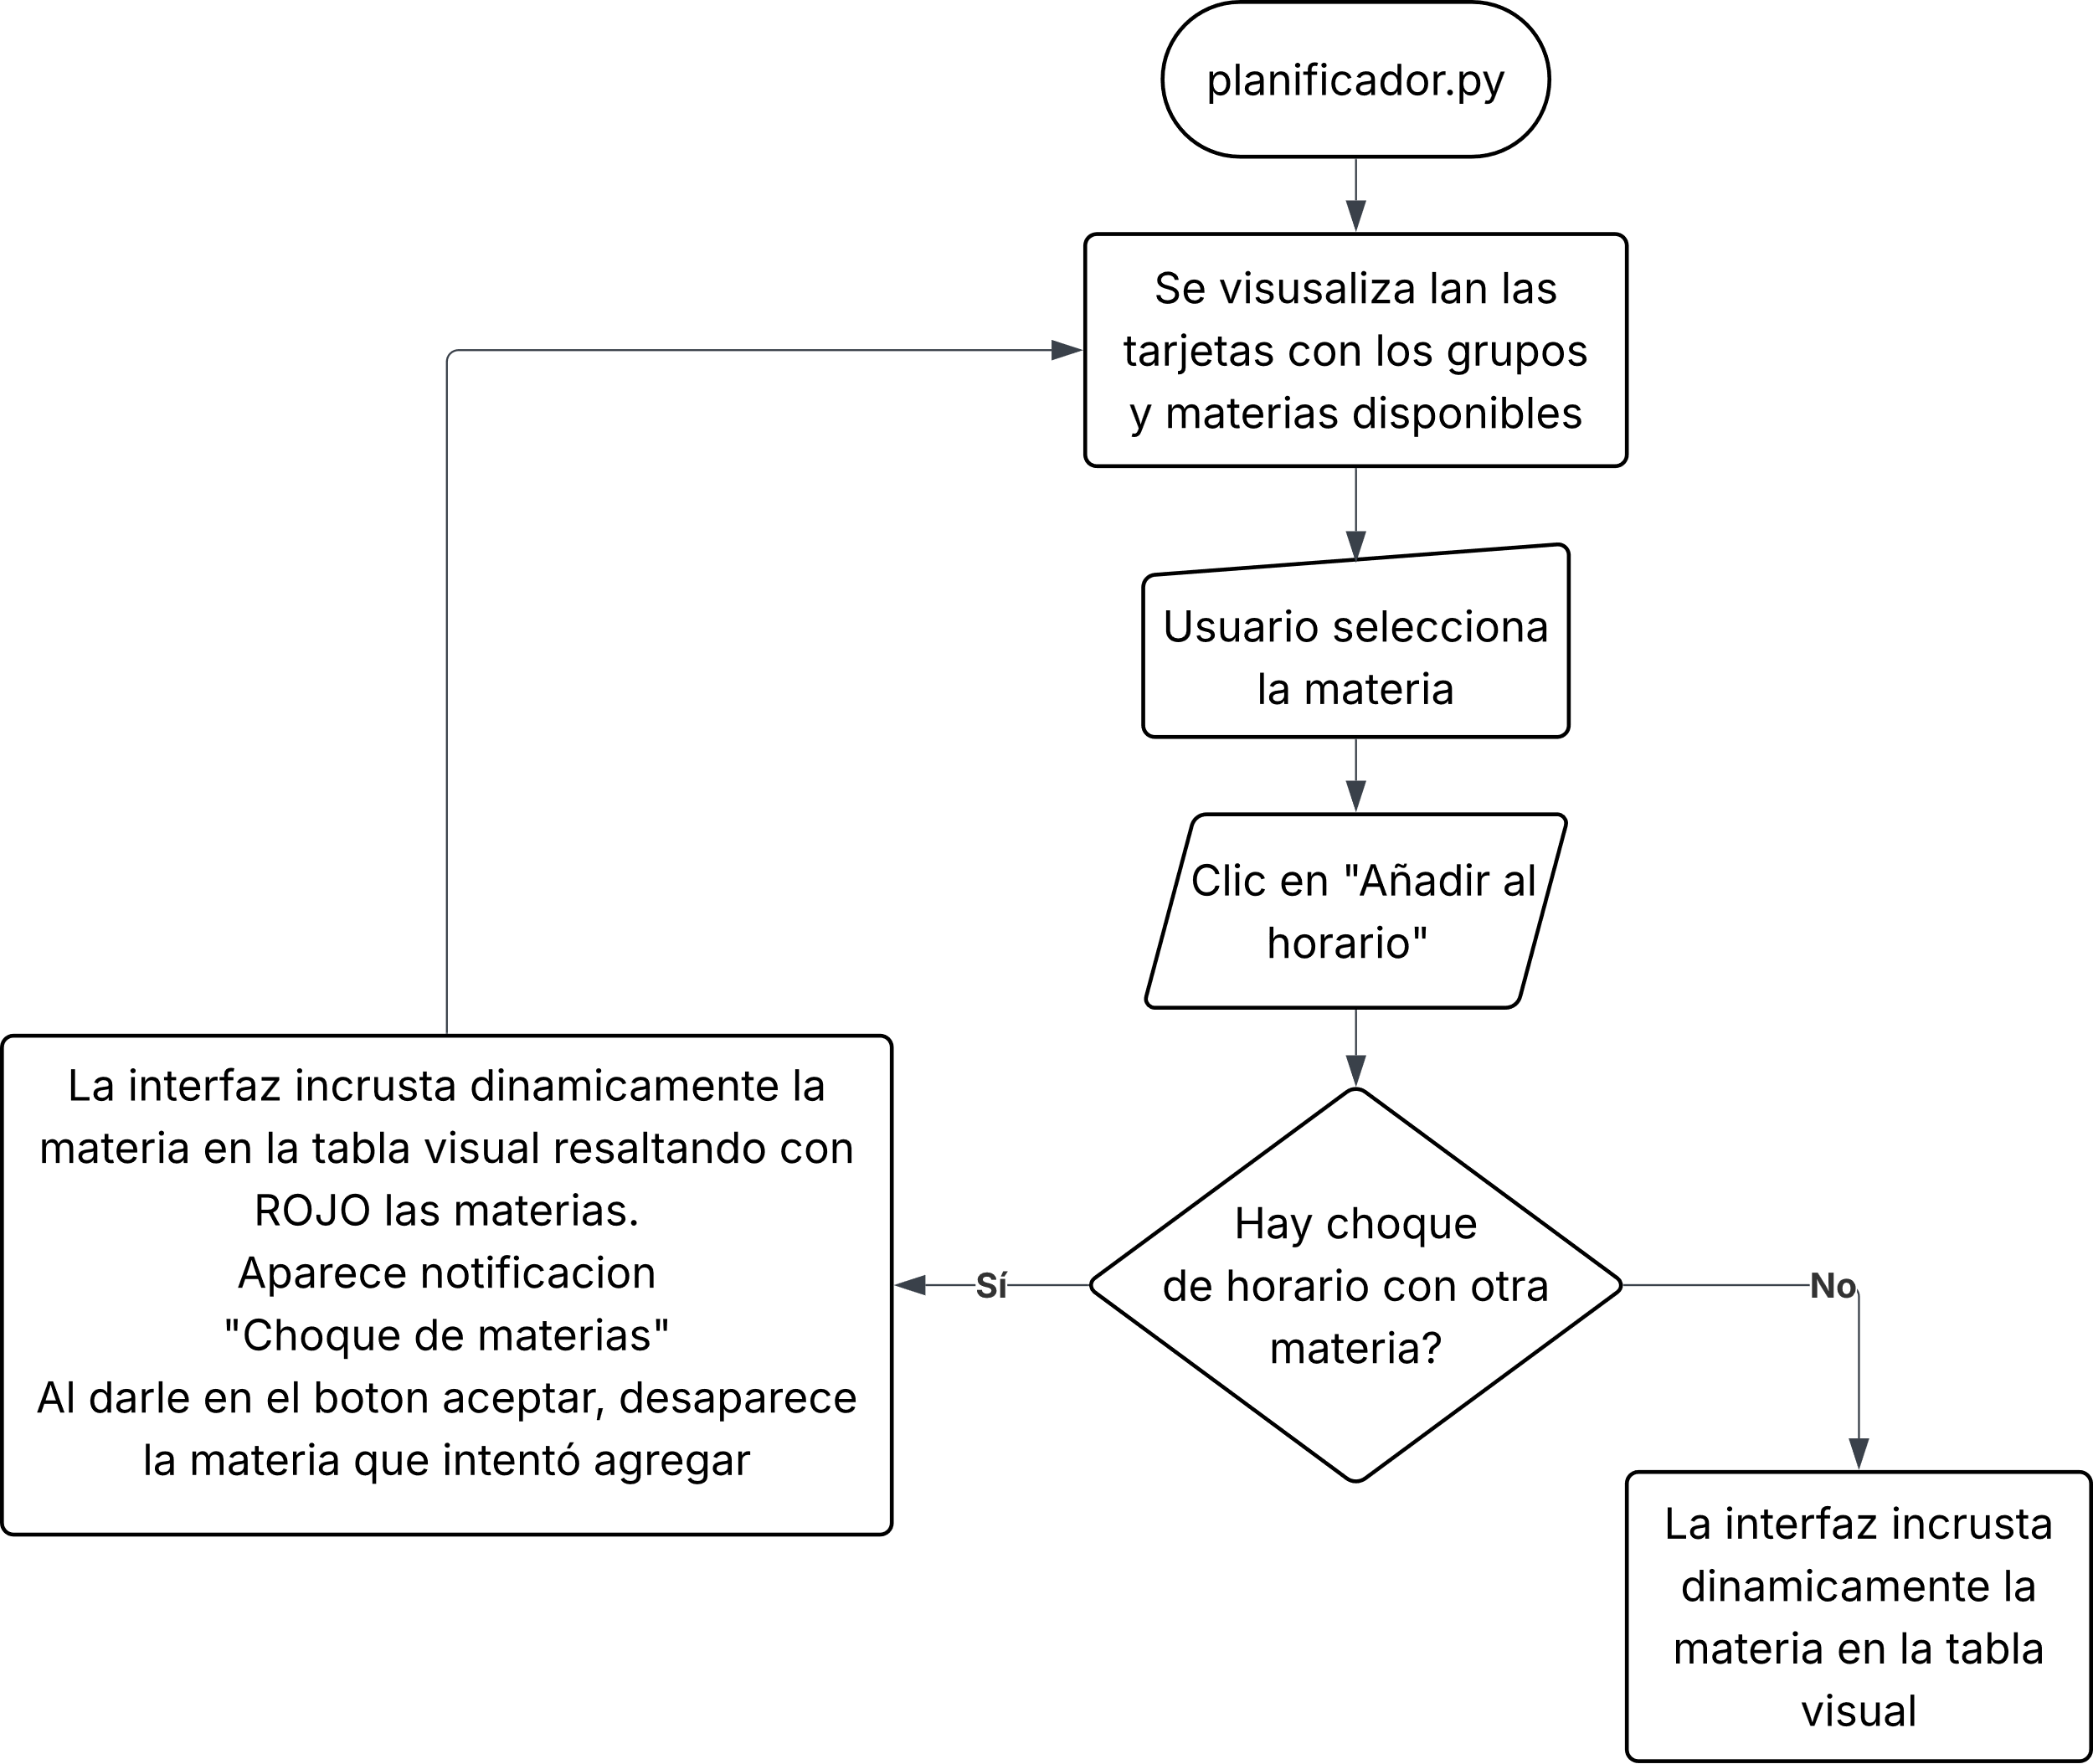 planificador.py
Se visusaliza lan las
tarjetas con los grupos
y materias disponibles
Usuario selecciona
la materia
Clic en "Añadir al
horario"
Hay choque
de horario con otra
materia?
Sí
No
La interfaz incrusta dinamicamente la
materia en la tabla visual resaltando con
ROJO las materias.
Aparece notificacion
"Choque de materias"
Al darle en el boton aceptar, desaparece
la materia que intentó agregar
La interfaz incrusta
dinamicamente la
materia en la tabla
visual